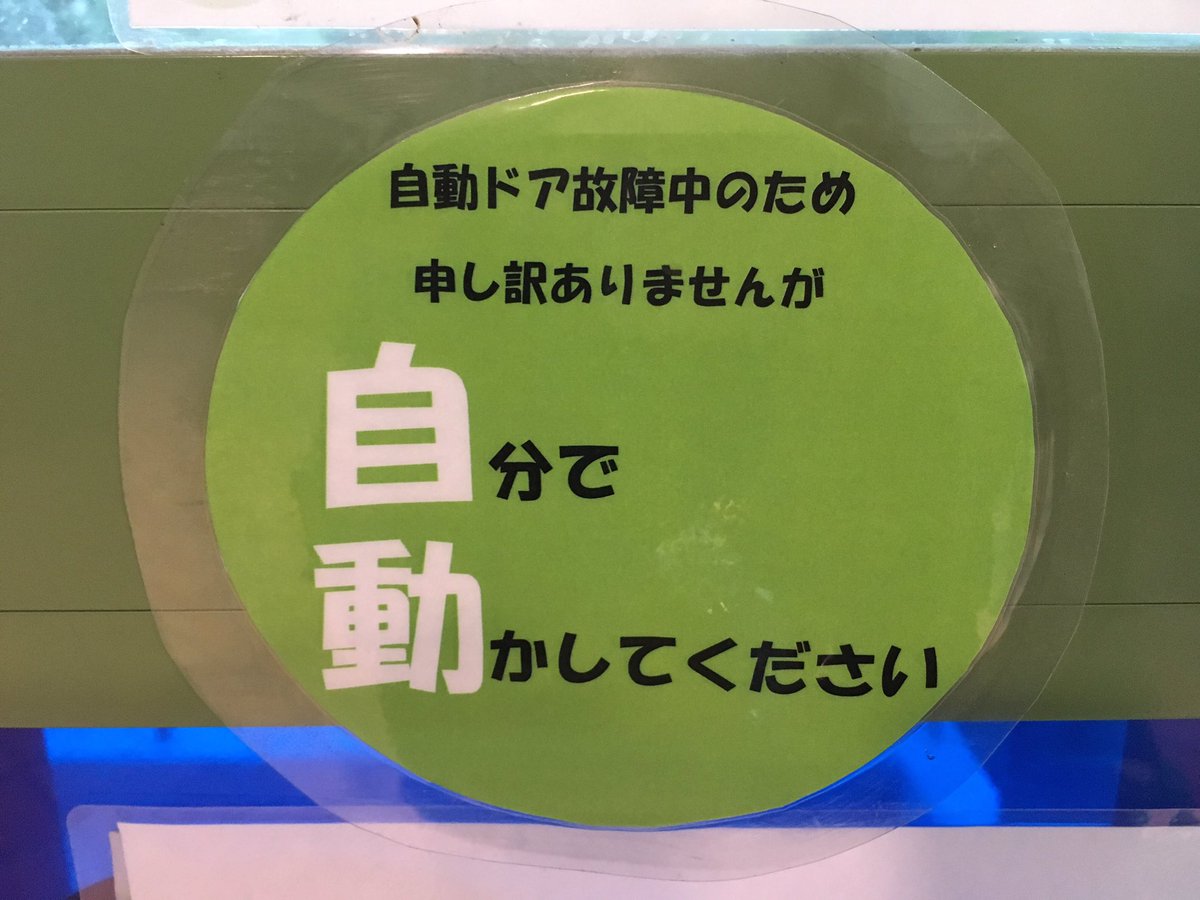 自動ドア故障中のため
申し訳ありませんが
自分で
動かしてください